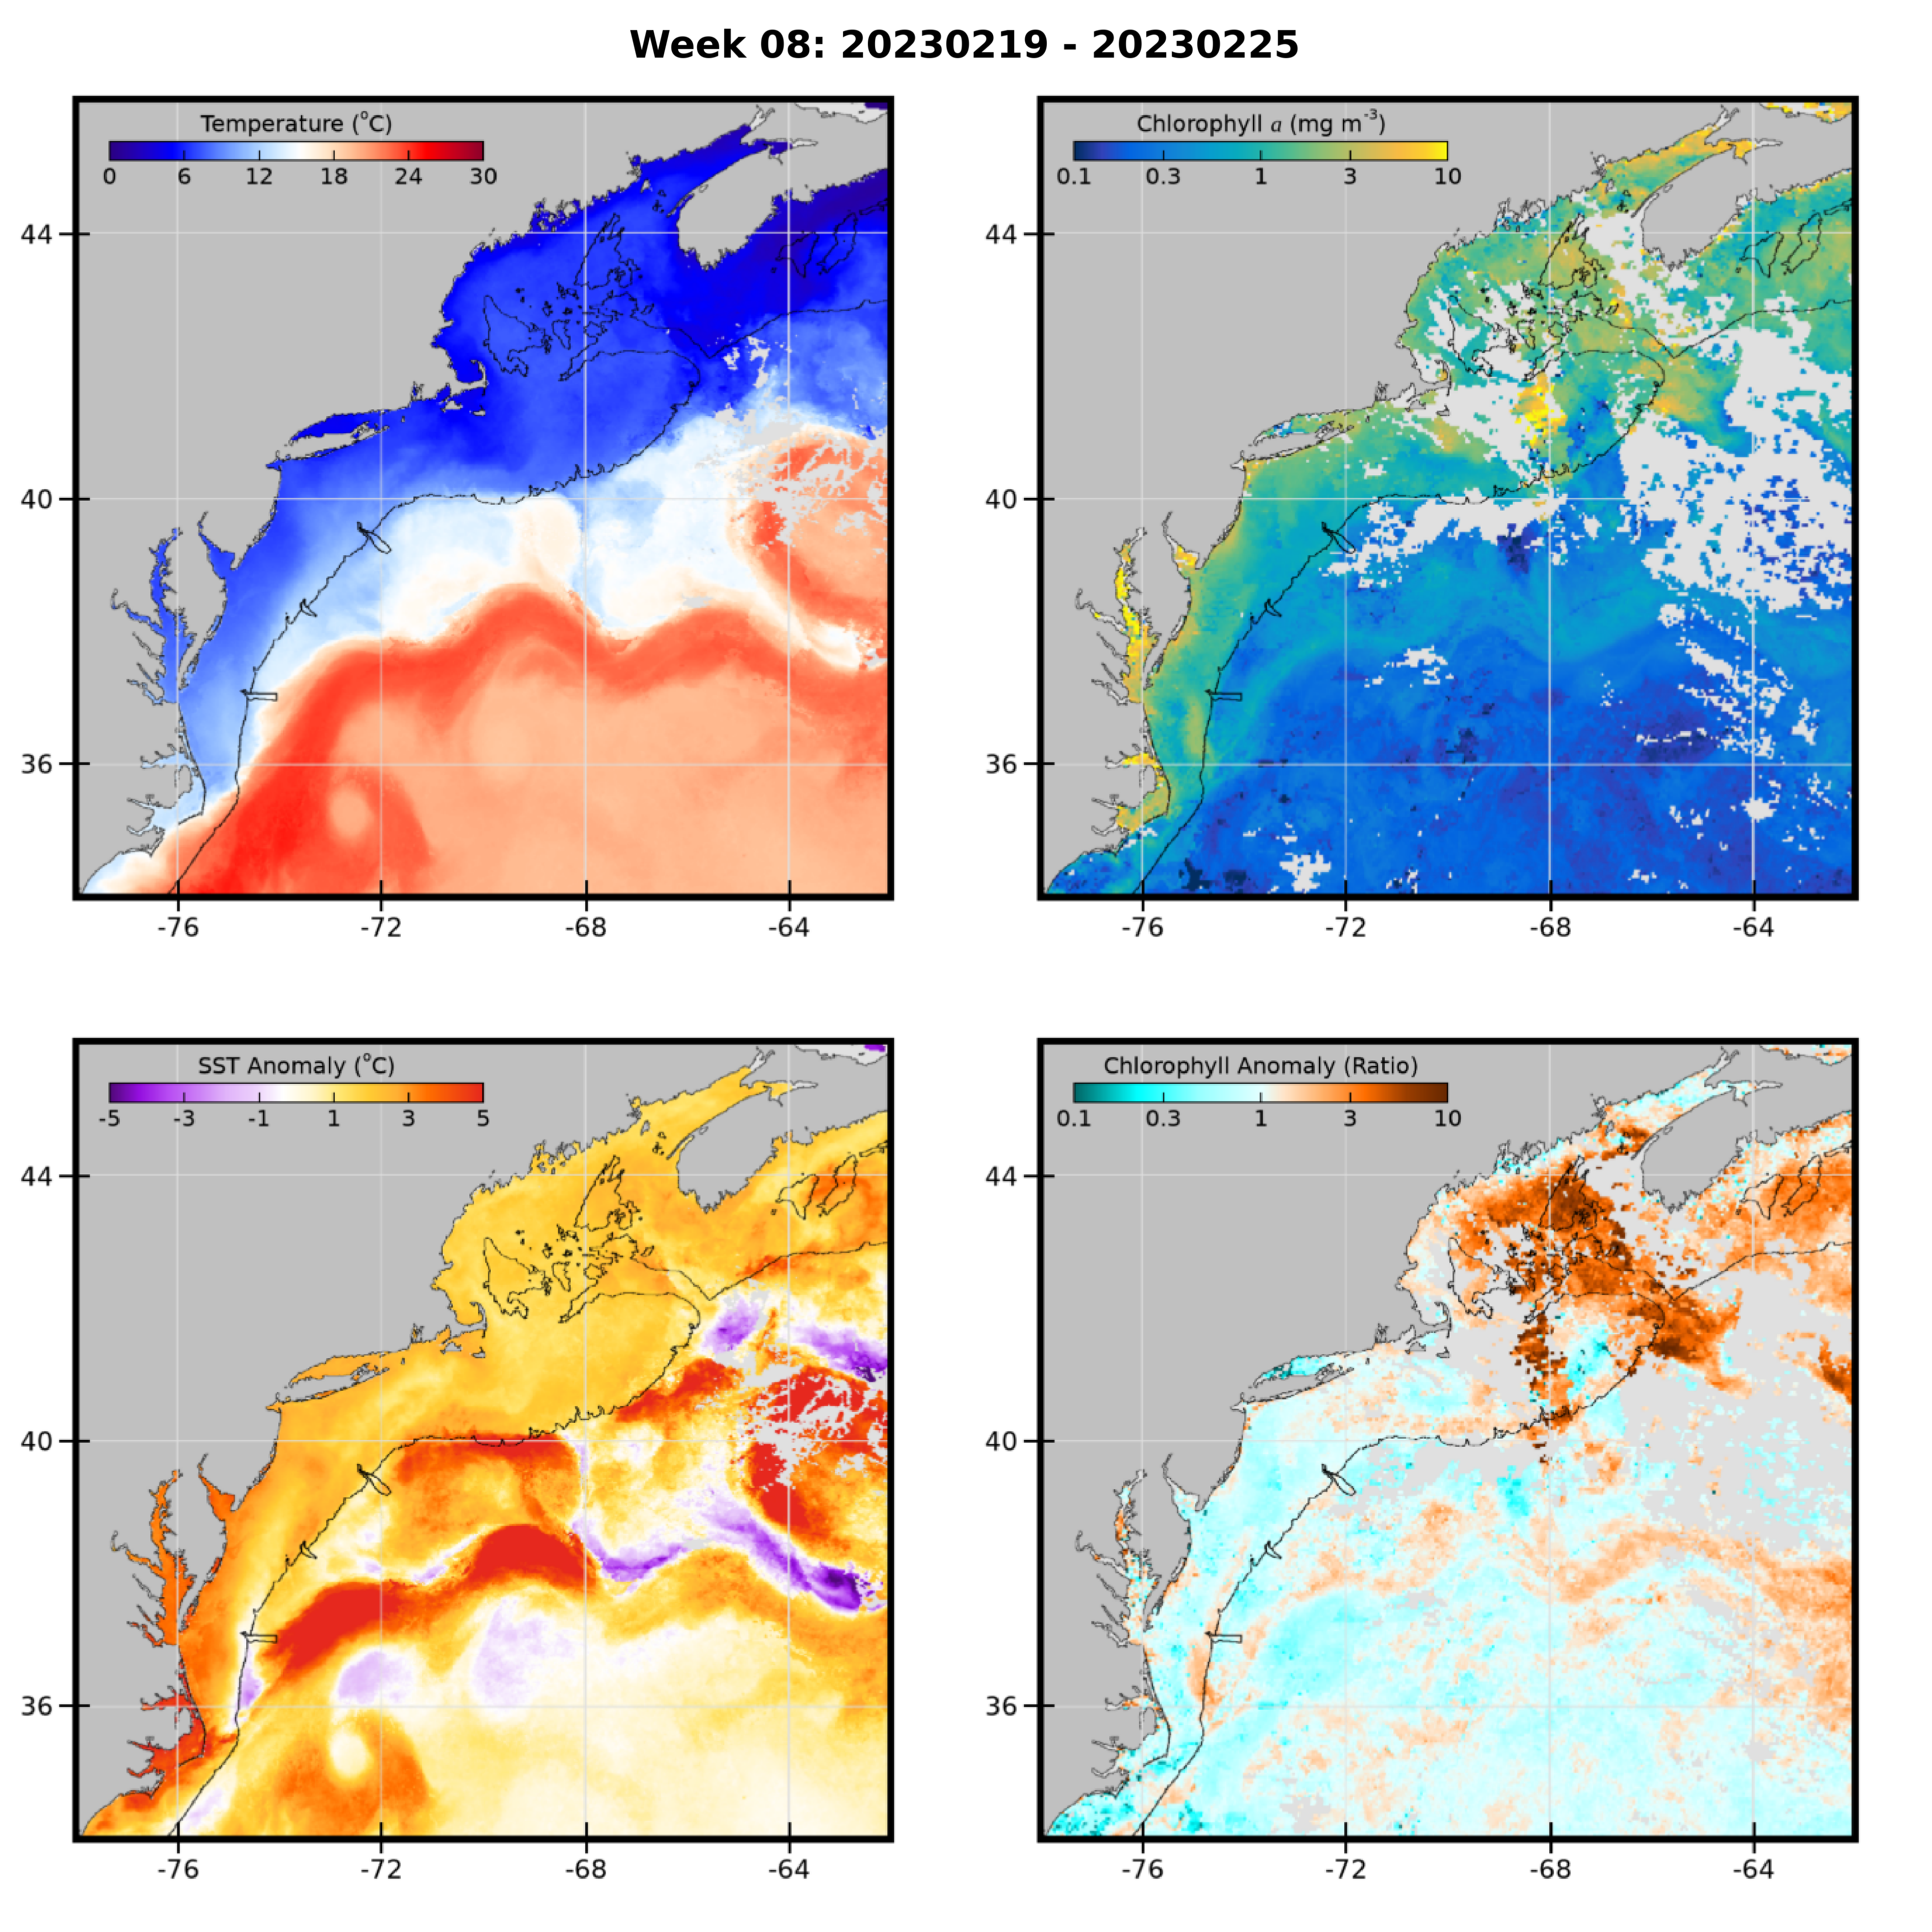 Week 08: 20230219 - 20230225
Temperature (°C)
0 6 12 18 24 30
44
40
36
-76 -72 -68 -64
Chlorophyll a (mg m⁻³)
0.1 0.3 1 3 10
44
40
36
-76 -72 -68 -64
SST Anomaly (°C)
-5 -3 -1 1 3 5
44
40
36
-76 -72 -68 -64
Chlorophyll Anomaly (Ratio)
0.1 0.3 1 3 10
44
40
36
-76 -72 -68 -64